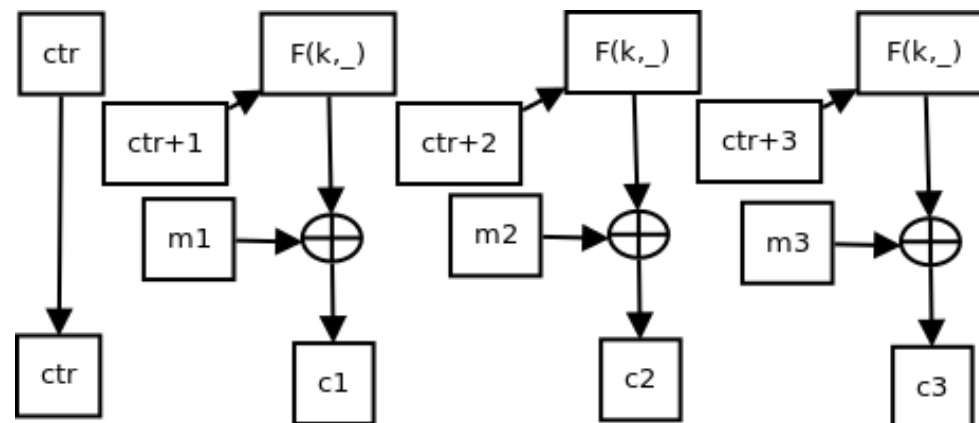 ctr
F(k,_)
F(k,_)
F(k,_)
ctr+1
ctr+2
ctr+3
m1
m2
m3
ctr
c1
c2
c3